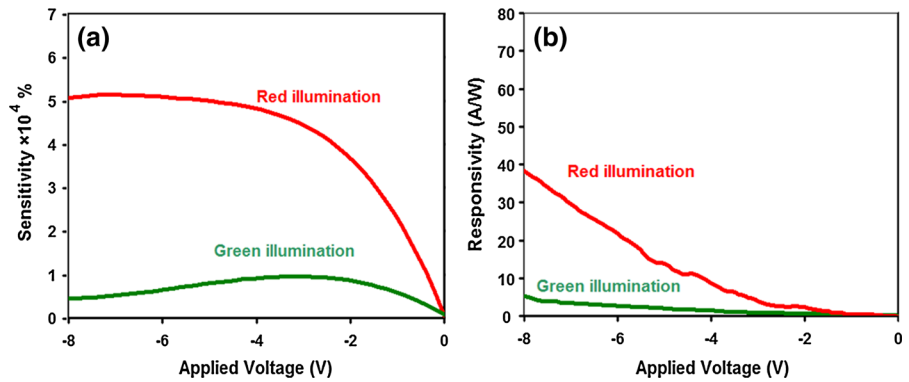 (a)
Sensitivity ×10⁴ %
7
6
5
4
3
2
1
0
-8
-6
-4
-2
0
Applied Voltage (V)
Red illumination
Green illumination
(b)
Responsivity (A/W)
80
70
60
50
40
30
20
10
0
-8
-6
-4
-2
0
Applied Voltage (V)
Red illumination
Green illumination